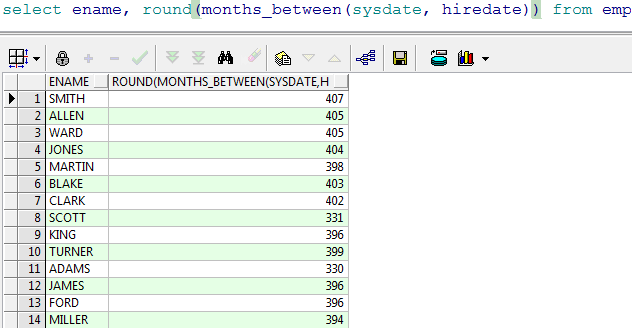 select ename, round(months_between(sysdate, hiredate)) from emp
ENAME ROUND(MONTHS_BETWEEN(SYSDATE,H
1 SMITH 407
2 ALLEN 405
3 WARD 405
4 JONES 404
5 MARTIN 398
6 BLAKE 403
7 CLARK 402
8 SCOTT 331
9 KING 396
10 TURNER 399
11 ADAMS 330
12 JAMES 396
13 FORD 396
14 MILLER 394